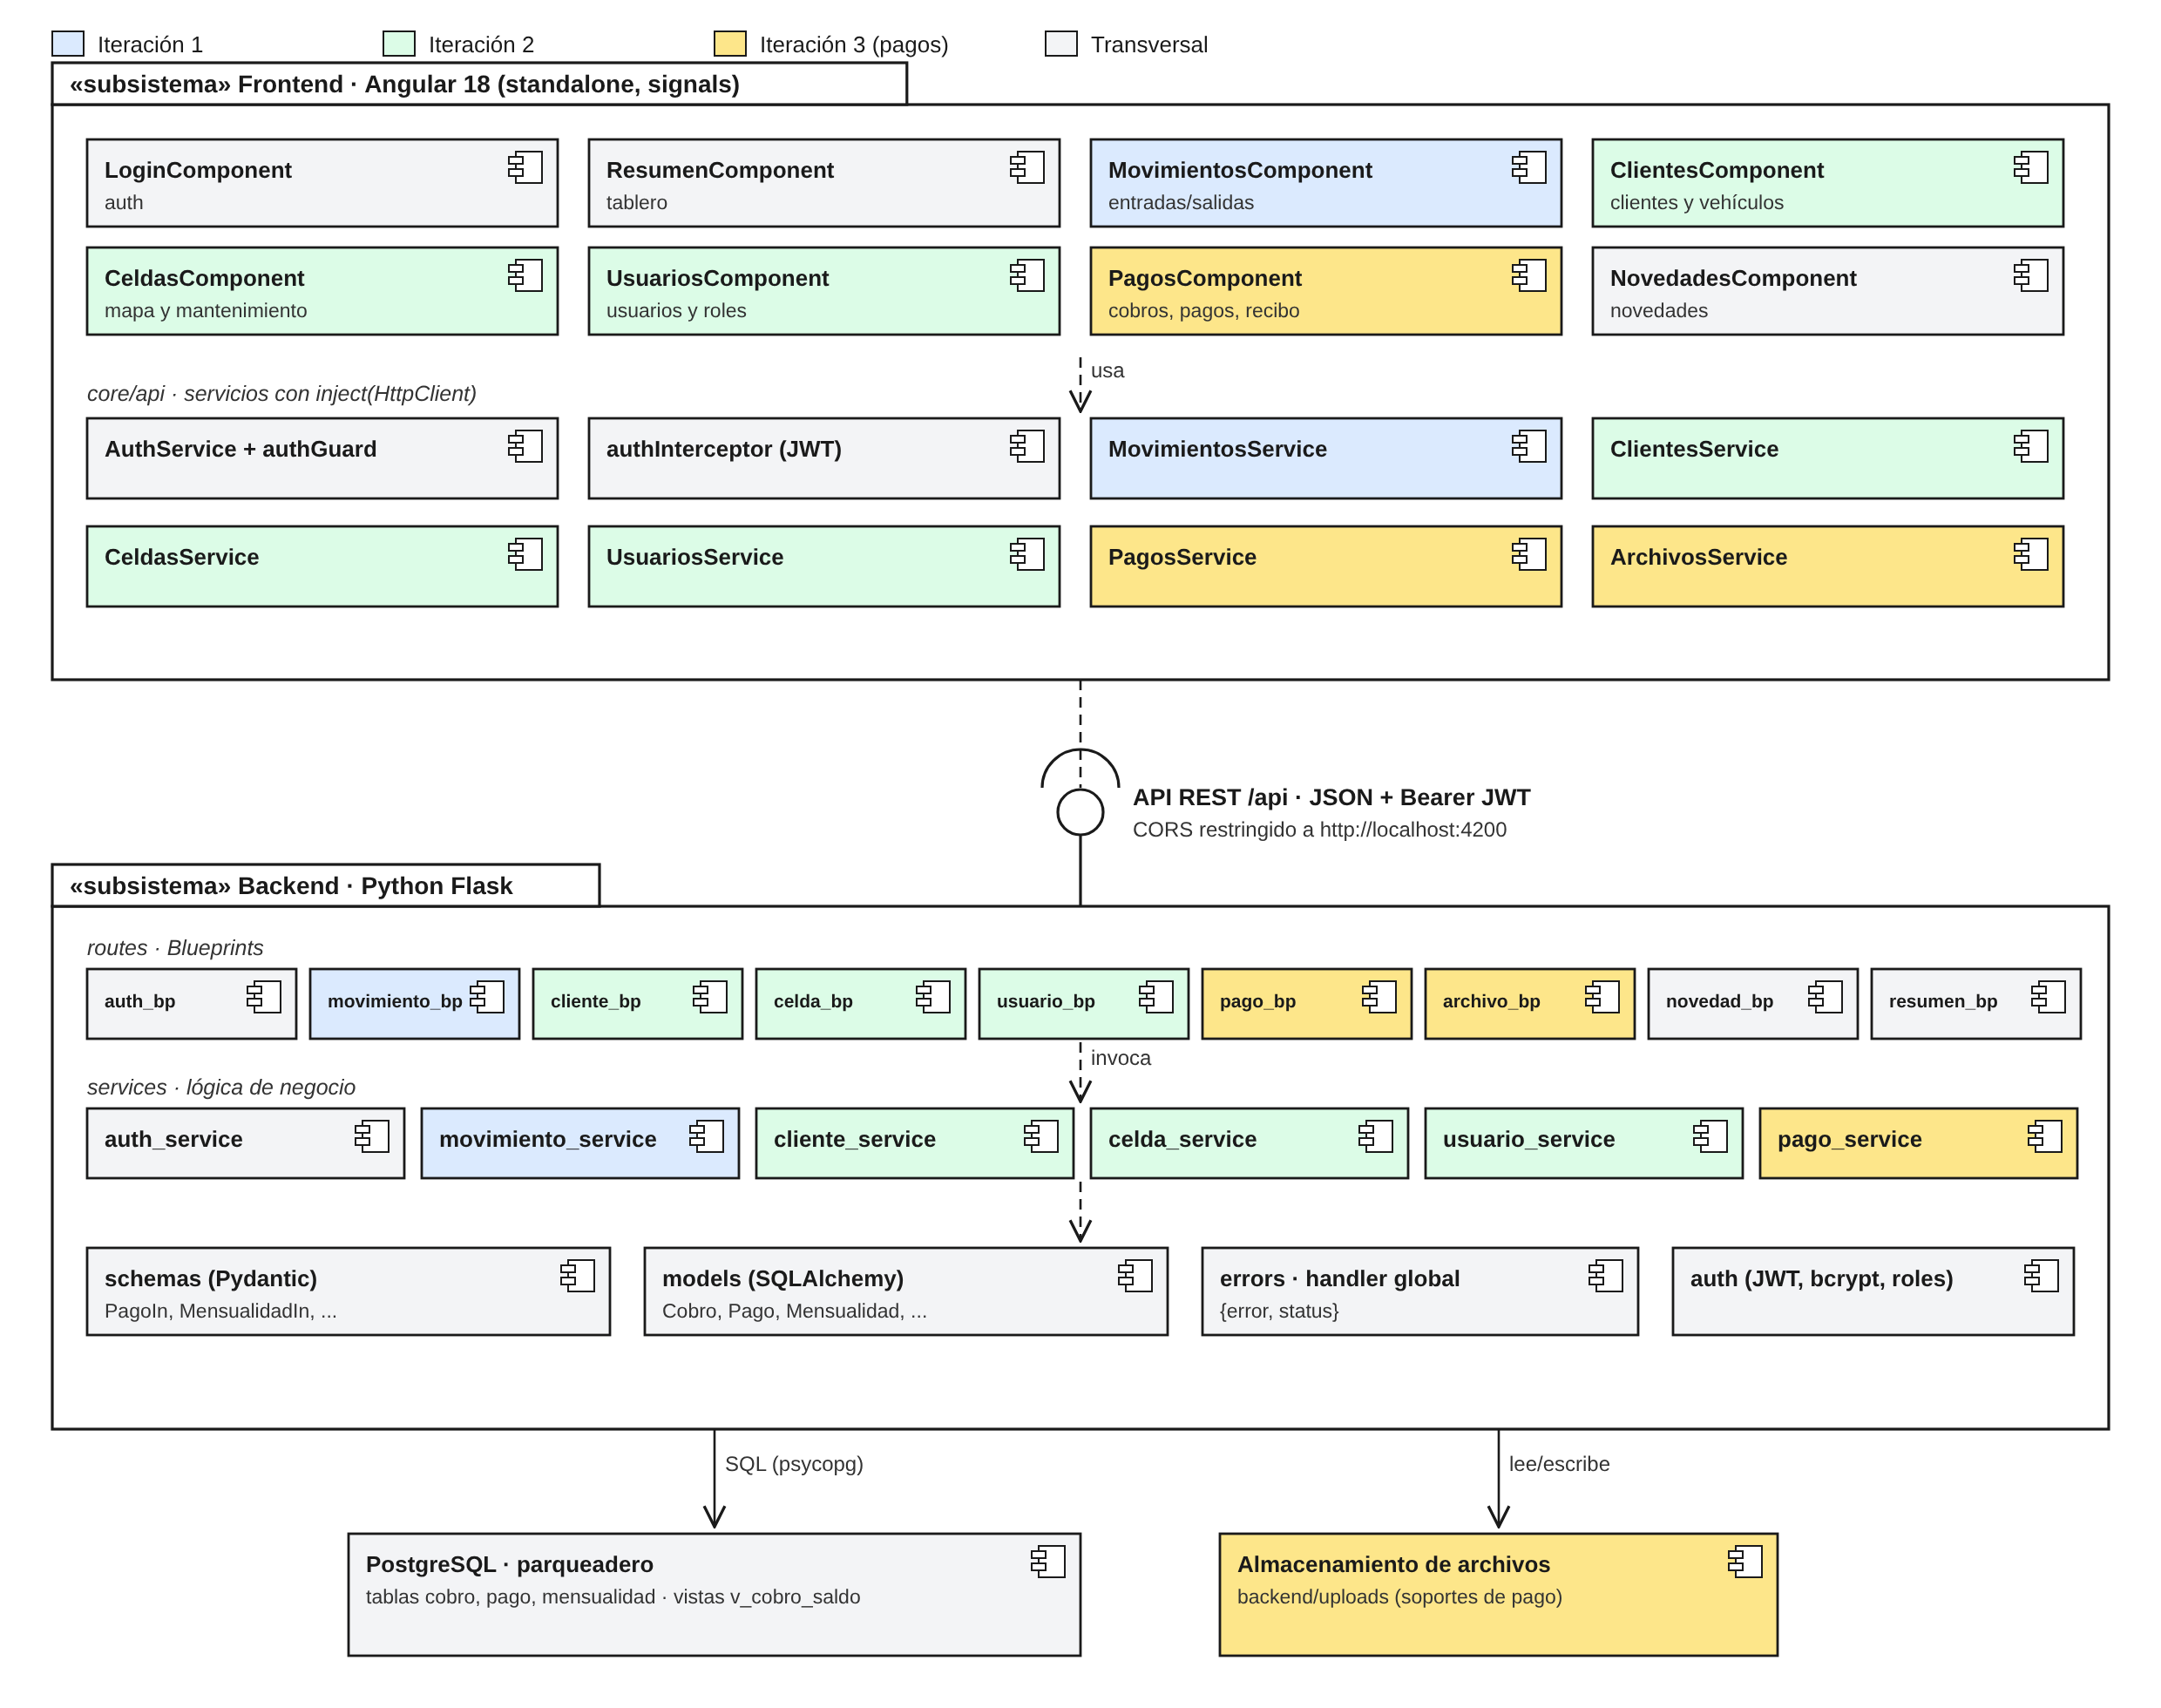 Iteración 1
Iteración 2
Iteración 3 (pagos)
Transversal
«subsistema» Frontend · Angular 18 (standalone, signals)
LoginComponent
auth
ResumenComponent
tablero
MovimientosComponent
entradas/salidas
ClientesComponent
clientes y vehículos
CeldasComponent
mapa y mantenimiento
UsuariosComponent
usuarios y roles
PagosComponent
cobros, pagos, recibo
NovedadesComponent
novedades
usa
core/api · servicios con inject(HttpClient)
AuthService + authGuard
authInterceptor (JWT)
MovimientosService
ClientesService
CeldasService
UsuariosService
PagosService
ArchivosService
API REST /api · JSON + Bearer JWT
CORS restringido a http://localhost:4200
«subsistema» Backend · Python Flask
routes · Blueprints
auth_bp
movimiento_bp
cliente_bp
celda_bp
usuario_bp
pago_bp
archivo_bp
novedad_bp
resumen_bp
invoca
services · lógica de negocio
auth_service
movimiento_service
cliente_service
celda_service
usuario_service
pago_service
schemas (Pydantic)
PagoIn, MensualidadIn, ...
models (SQLAlchemy)
Cobro, Pago, Mensualidad, ...
errors · handler global
{error, status}
auth (JWT, bcrypt, roles)
SQL (psycopg)
lee/escribe
PostgreSQL · parqueadero
tablas cobro, pago, mensualidad · vistas v_cobro_saldo
Almacenamiento de archivos
backend/uploads (soportes de pago)